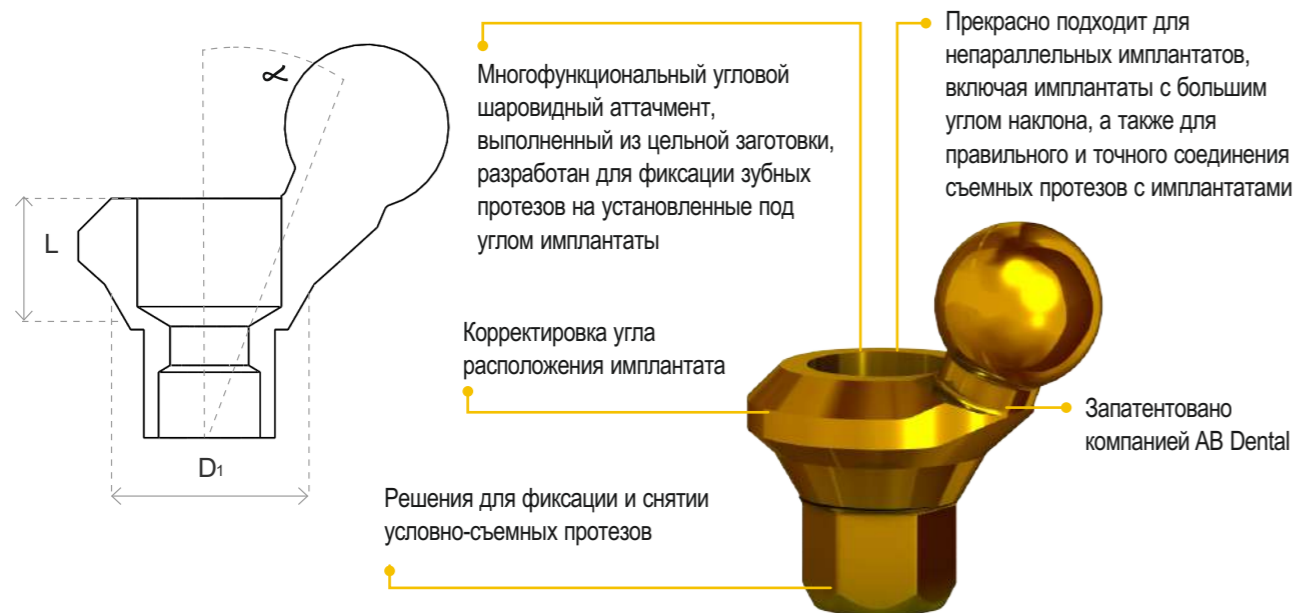 α
L
D1
Многофункциональный угловой
шаровидный аттачмент,
выполненный из цельной заготовки,
разработан для фиксации зубных
протезов на установленные под
углом имплантаты
Прекрасно подходит для
непараллельных имплантатов,
включая имплантаты с большим
углом наклона, а также для
правильного и точного соединения
съемных протезов с имплантатами
Корректировка угла
расположения имплантата
Запатентовано
компанией AB Dental
Решения для фиксации и снятии
условно-съемных протезов